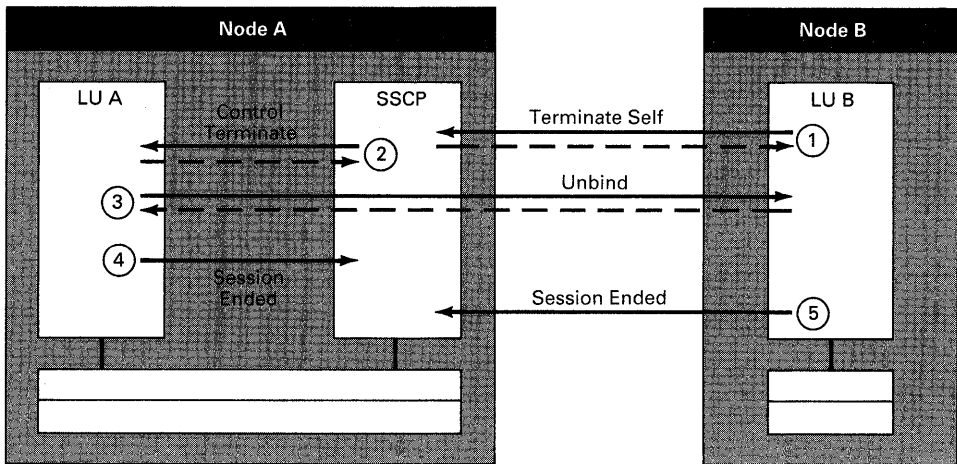 Node A
Node B
LU A
SSCP
LU B
Control
Terminate
Terminate Self
1
2
Unbind
3
4
Session
Ended
Session Ended
5